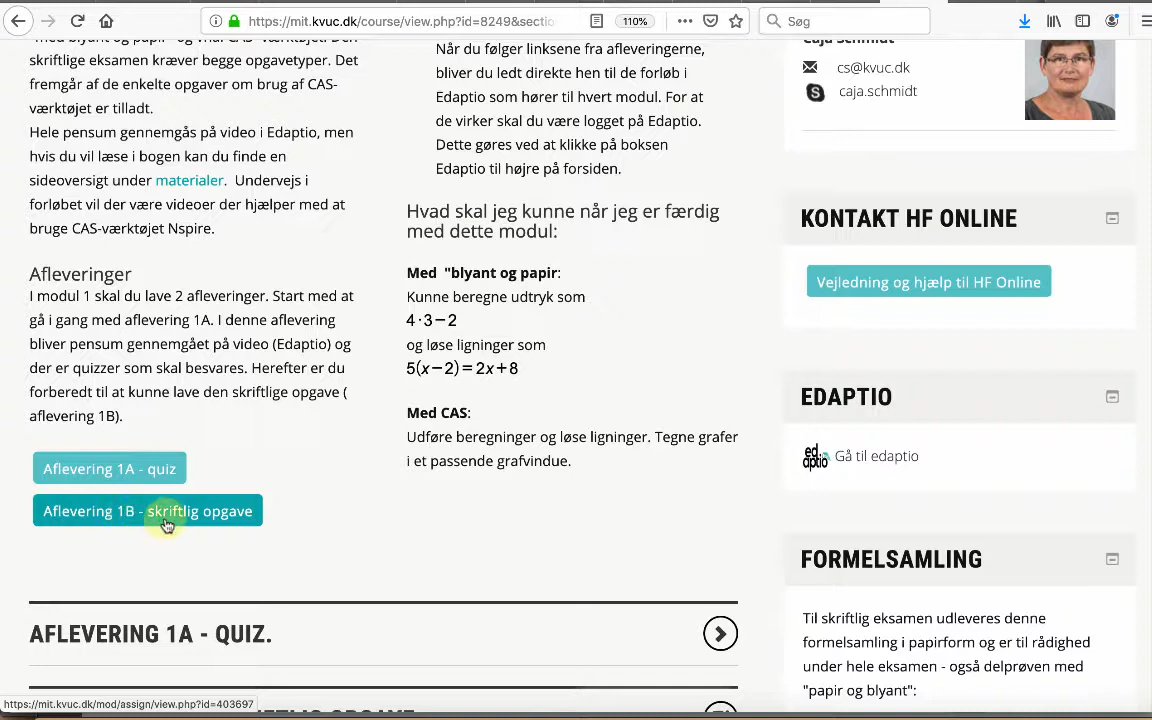 https://mit.kvuc.dk/course/view.php?id=8249&sectio
110%
Søg
"med blyant og papir" og
skriftlige eksamen kræver begge opgavetyper. Det
fremgår af de enkelte opgaver om brug af CAS-
værktøjet er tilladt.
Hele pensum gennemgås på video i Edaptio, men
hvis du vil læse i bogen kan du finde en
sideoversigt under materialer. Undervejs i
forløbet vil der være videoer der hjælper med at
bruge CAS-værktøjet Nspire.
Afleveringer
I modul 1 skal du lave 2 afleveringer. Start med at
gå i gang med aflevering 1A. I denne aflevering
bliver pensum gennemgået på video (Edaptio) og
der er quizzer som skal besvares. Herefter er du
forberedt til at kunne lave den skriftlige opgave (
aflevering 1B).
Aflevering 1A - quiz
Aflevering 1B - skriftlig opgave
Når du følger linksene fra afleveringerne,
bliver du ledt direkte hen til de forløb i
Edaptio som hører til hvert modul. For at
de virker skal du være logget på Edaptio.
Dette gøres ved at klikke på boksen
Edaptio til højre på forsiden.
Hvad skal jeg kunne når jeg er færdig
med dette modul:
Med "blyant og papir:
Kunne beregne udtryk som
4·3−2
og løse ligninger som
5(x−2)=2x+8
Med CAS:
Udføre beregninger og løse ligninger. Tegne grafer
i et passende grafvindue.
AFLEVERING 1A - QUIZ.
Caja Schmidt
cs@kvuc.dk
caja.schmidt
KONTAKT HF ONLINE
Vejledning og hjælp til HF Online
EDAPTIO
edaptio
Gå til edaptio
FORMELSAMLING
Til skriftlig eksamen udleveres denne
formelsamling i papirform og er til rådighed
under hele eksamen - også delprøven med
"papir og blyant":
https://mit.kvuc.dk/mod/assign/view.php?id=403697